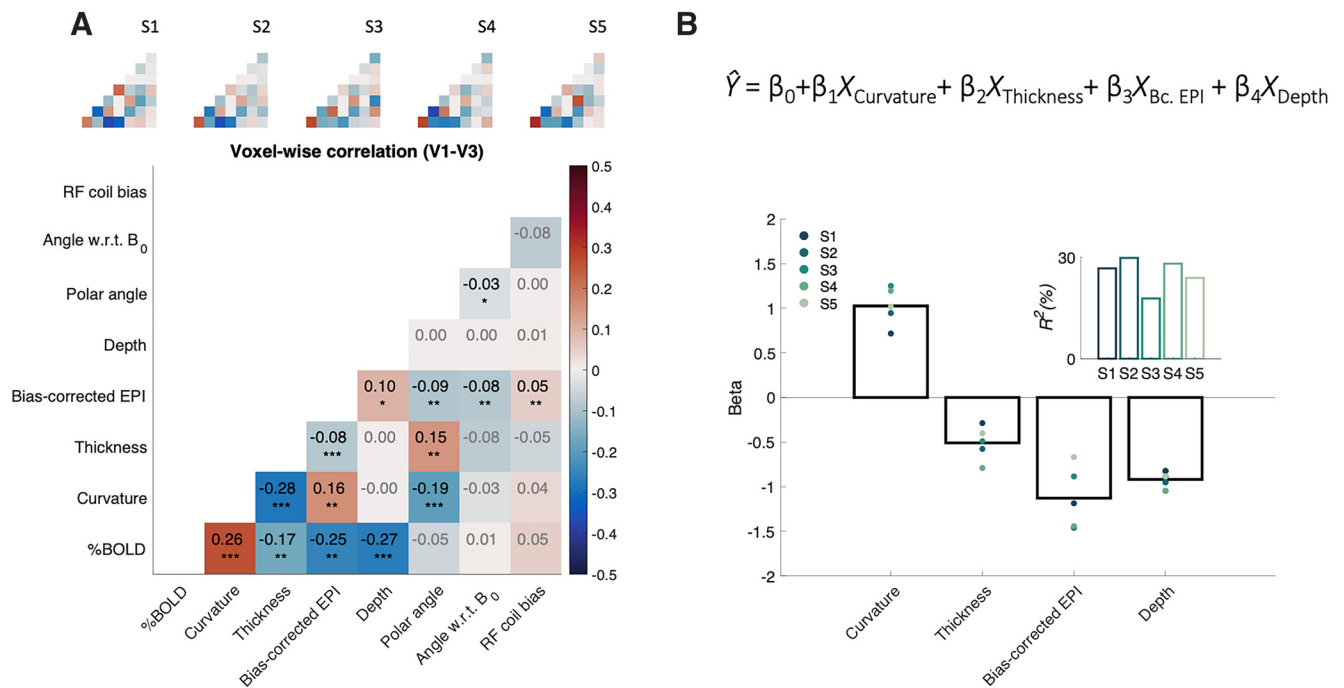 A
S1 S2 S3 S4 S5
Voxel-wise correlation (V1-V3)
RF coil bias
Angle w.r.t. B0 -0.08
Polar angle -0.03 0.00
*
Depth 0.00 0.00 0.01
Bias-corrected EPI 0.10 -0.09 -0.08 0.05
* ** ** **
Thickness -0.08 0.00 0.15 -0.08 -0.05
*** **
Curvature -0.28 0.16 -0.00 -0.19 -0.03 0.04
*** ** ***
%BOLD 0.26 -0.17 -0.25 -0.27 -0.05 0.01 0.05
*** ** ** ***
%BOLD
Curvature
Thickness
Bias-corrected EPI
Depth
Polar angle
Angle w.r.t. B0
RF coil bias
0.5
0.4
0.3
0.2
0.1
0
-0.1
-0.2
-0.3
-0.4
-0.5
B
Ŷ = β0+β1XCurvature+ β2XThickness+ β3XBc. EPI + β4XDepth
2
1.5
1
0.5
0
-0.5
-1
-1.5
-2
Beta
S1
S2
S3
S4
S5
30
0
R2(%)
S1 S2 S3 S4 S5
Curvature
Thickness
Bias-corrected EPI
Depth